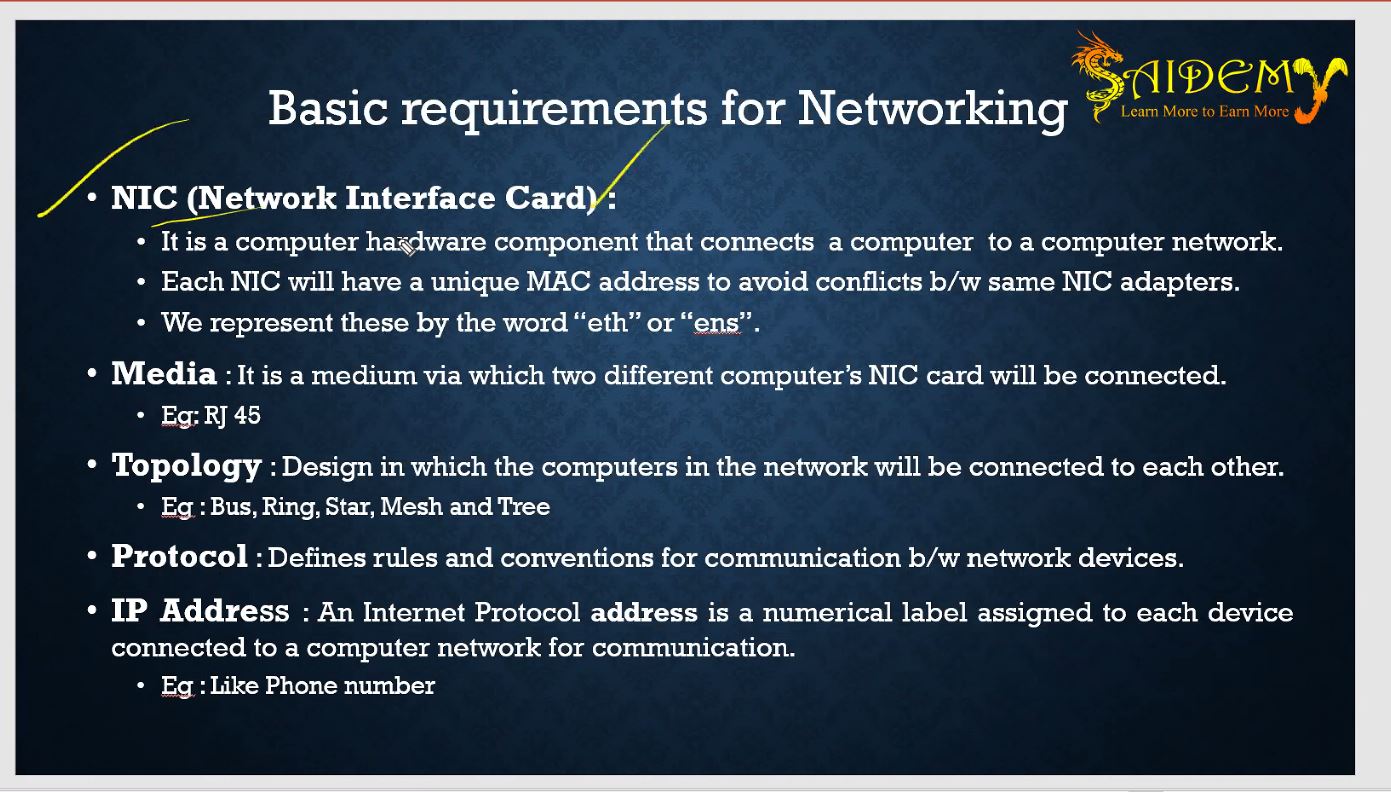 SAIDEMY
Learn More to Earn More
Basic requirements for Networking
• NIC (Network Interface Card) :
• It is a computer hardware component that connects  a computer  to a computer network.
• Each NIC will have a unique MAC address to avoid conflicts b/w same NIC adapters.
• We represent these by the word “eth” or “ens”.
• Media : It is a medium via which two different computer’s NIC card will be connected.
• Eg: RJ 45
• Topology : Design in which the computers in the network will be connected to each other.
• Eg : Bus, Ring, Star, Mesh and Tree
• Protocol : Defines rules and conventions for communication b/w network devices.
• IP Address : An Internet Protocol address is a numerical label assigned to each device
connected to a computer network for communication.
• Eg : Like Phone number